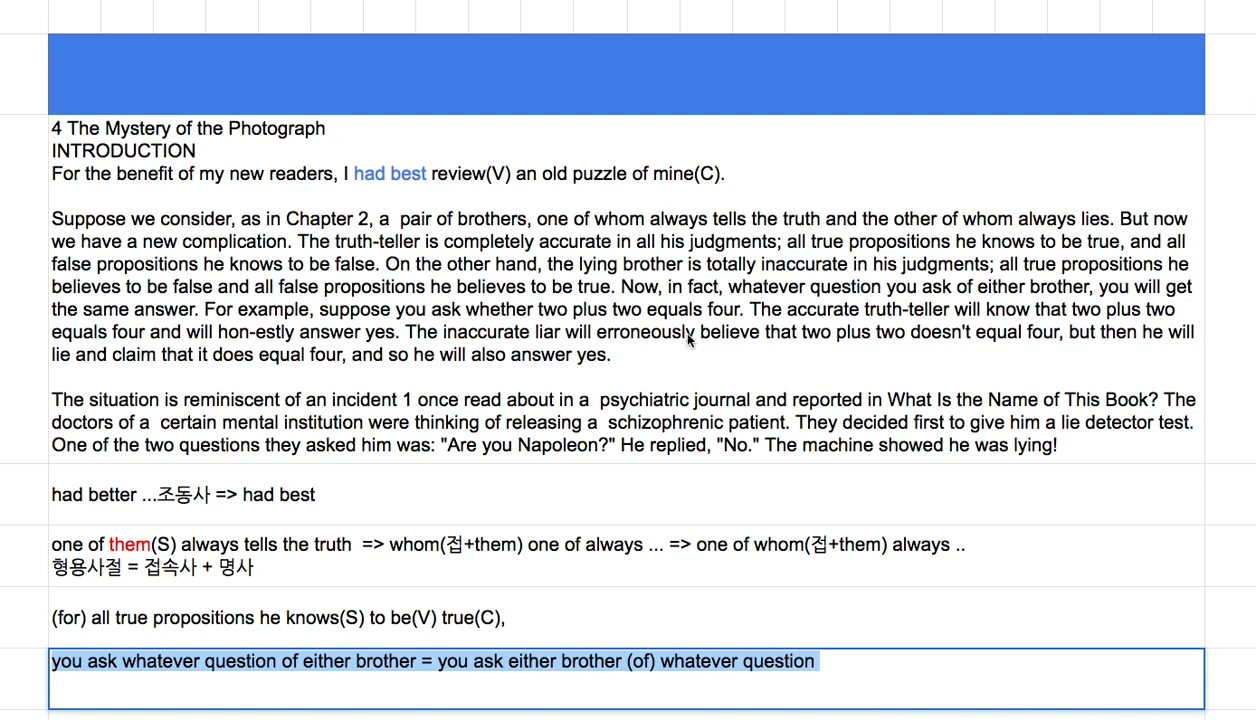 4 The Mystery of the Photograph
INTRODUCTION
For the benefit of my new readers, I had best review(V) an old puzzle of mine(C).
Suppose we consider, as in Chapter 2, a  pair of brothers, one of whom always tells the truth and the other of whom always lies. But now
we have a new complication. The truth-teller is completely accurate in all his judgments; all true propositions he knows to be true, and all
false propositions he knows to be false. On the other hand, the lying brother is totally inaccurate in his judgments; all true propositions he
believes to be false and all false propositions he believes to be true. Now, in fact, whatever question you ask of either brother, you will get
the same answer. For example, suppose you ask whether two plus two equals four. The accurate truth-teller will know that two plus two
equals four and will hon-estly answer yes. The inaccurate liar will erroneously believe that two plus two doesn't equal four, but then he will
lie and claim that it does equal four, and so he will also answer yes.
The situation is reminiscent of an incident 1 once read about in a  psychiatric journal and reported in What Is the Name of This Book? The
doctors of a  certain mental institution were thinking of releasing a  schizophrenic patient. They decided first to give him a lie detector test.
One of the two questions they asked him was: "Are you Napoleon?" He replied, "No." The machine showed he was lying!
had better ...조동사 => had best
one of them(S) always tells the truth  => whom(접+them) one of always ... => one of whom(접+them) always ..
형용사절 = 접속사 + 명사
(for) all true propositions he knows(S) to be(V) true(C),
you ask whatever question of either brother = you ask either brother (of) whatever question